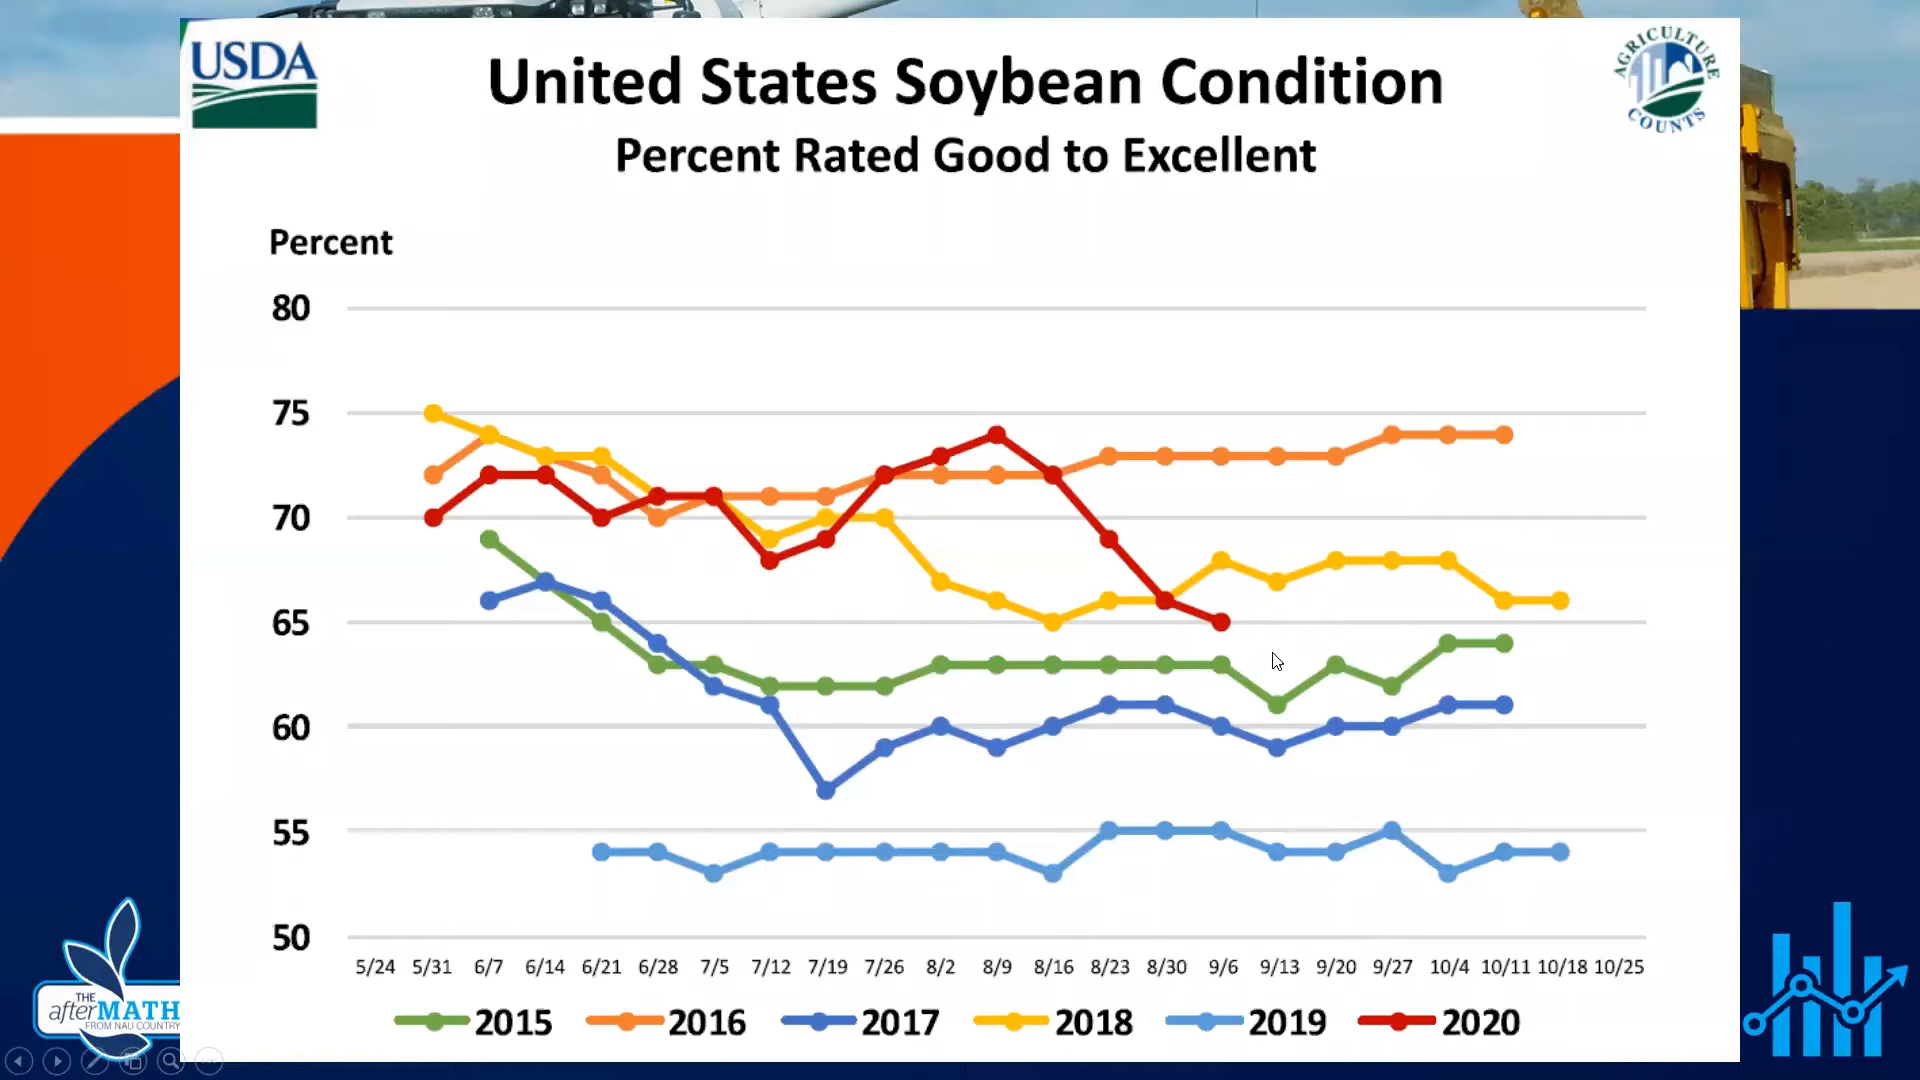 USDA
United States Soybean Condition
AGRICULTURE
COUNTS
Percent Rated Good to Excellent
Percent
80
75
70
65
60
55
50
5/24 5/31 6/7 6/14 6/21 6/28 7/5 7/12 7/19 7/26 8/2 8/9 8/16 8/23 8/30 9/6 9/13 9/20 9/27 10/4 10/11 10/18 10/25
2015 2016 2017 2018 2019 2020
THE
afterMATH
FROM NAU COUNTRY